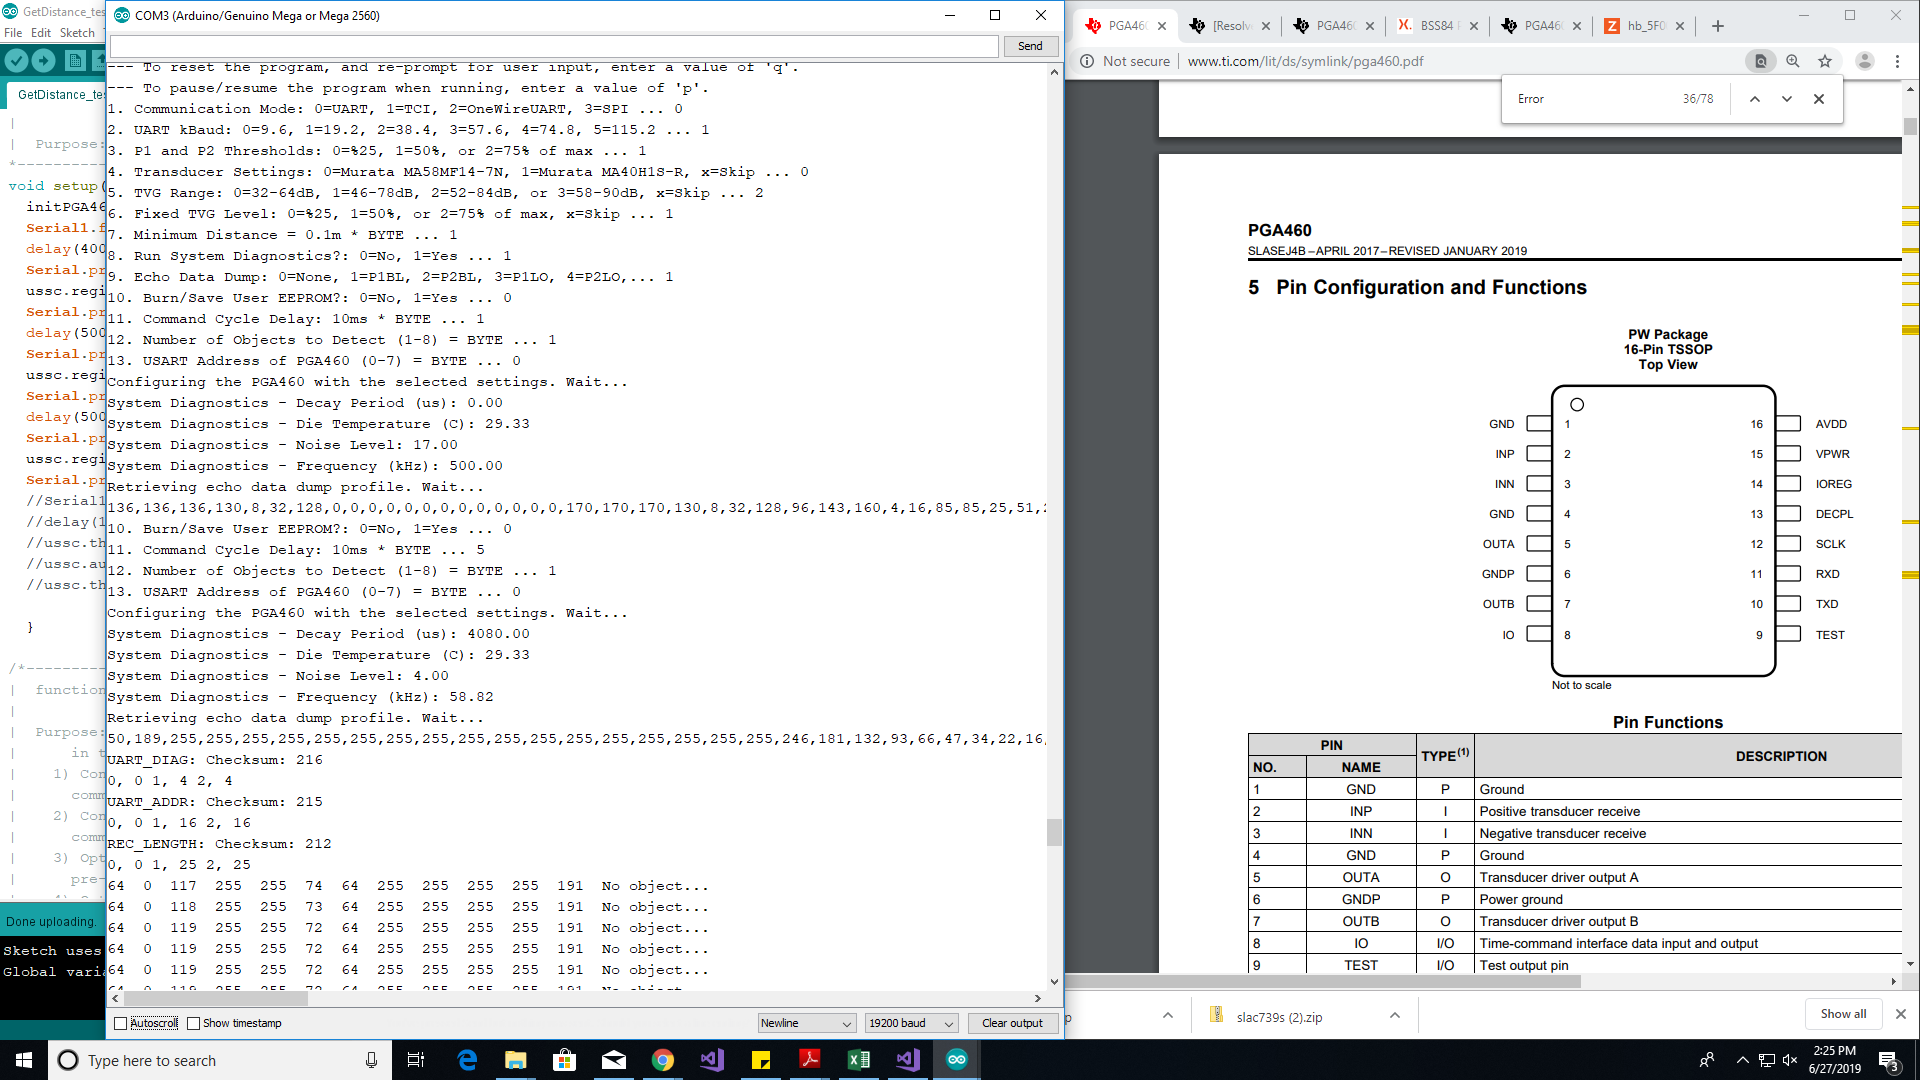 GetDistance_tes
File Edit Sketch
GetDistance_tes
|
| Purpose:
*----------
void setup(
initPGA46
Serial1.f
delay(400
Serial.pr
ussc.regi
Serial.pr
delay(500
Serial.pr
ussc.regi
Serial.pr
delay(500
Serial.pr
ussc.regi
Serial.pr
//Serial1
//delay(1
//ussc.th
//ussc.au
//ussc.th
}
/*---------
| function
|
| Purpose:
| in t
| 1) Con
| comm
| 2) Con
| comm
| 3) Opt
| pre-
Done uploading.
Sketch uses
Global varia
COM3 (Arduino/Genuino Mega or Mega 2560)
Send
--- To reset the program, and re-prompt for user input, enter a value of 'q'.
--- To pause/resume the program when running, enter a value of 'p'.
1. Communication Mode: 0=UART, 1=TCI, 2=OneWireUART, 3=SPI ... 0
2. UART kBaud: 0=9.6, 1=19.2, 2=38.4, 3=57.6, 4=74.8, 5=115.2 ... 1
3. P1 and P2 Thresholds: 0=%25, 1=50%, or 2=75% of max ... 1
4. Transducer Settings: 0=Murata MA58MF14-7N, 1=Murata MA40H1S-R, x=Skip ... 0
5. TVG Range: 0=32-64dB, 1=46-78dB, 2=52-84dB, or 3=58-90dB, x=Skip ... 2
6. Fixed TVG Level: 0=%25, 1=50%, or 2=75% of max, x=Skip ... 1
7. Minimum Distance = 0.1m * BYTE ... 1
8. Run System Diagnostics?: 0=No, 1=Yes ... 1
9. Echo Data Dump: 0=None, 1=P1BL, 2=P2BL, 3=P1LO, 4=P2LO,... 1
10. Burn/Save User EEPROM?: 0=No, 1=Yes ... 0
11. Command Cycle Delay: 10ms * BYTE ... 1
12. Number of Objects to Detect (1-8) = BYTE ... 1
13. USART Address of PGA460 (0-7) = BYTE ... 0
Configuring the PGA460 with the selected settings. Wait...
System Diagnostics - Decay Period (us): 0.00
System Diagnostics - Die Temperature (C): 29.33
System Diagnostics - Noise Level: 17.00
System Diagnostics - Frequency (kHz): 500.00
Retrieving echo data dump profile. Wait...
136,136,136,130,8,32,128,0,0,0,0,0,0,0,0,0,0,0,0,0,170,170,170,130,8,32,128,96,143,160,4,16,85,85,25,51,2
10. Burn/Save User EEPROM?: 0=No, 1=Yes ... 0
11. Command Cycle Delay: 10ms * BYTE ... 5
12. Number of Objects to Detect (1-8) = BYTE ... 1
13. USART Address of PGA460 (0-7) = BYTE ... 0
Configuring the PGA460 with the selected settings. Wait...
System Diagnostics - Decay Period (us): 4080.00
System Diagnostics - Die Temperature (C): 29.33
System Diagnostics - Noise Level: 4.00
System Diagnostics - Frequency (kHz): 58.82
Retrieving echo data dump profile. Wait...
50,189,255,255,255,255,255,255,255,255,255,255,255,255,255,255,255,255,246,181,132,93,66,47,34,22,16,
UART_DIAG: Checksum: 216
0, 0 1, 4 2, 4
UART_ADDR: Checksum: 215
0, 0 1, 16 2, 16
REC_LENGTH: Checksum: 212
0, 0 1, 25 2, 25
64 0 117 255 255 74 64 255 255 255 255 191 No object...
64 0 118 255 255 73 64 255 255 255 255 191 No object...
64 0 119 255 255 72 64 255 255 255 255 191 No object...
64 0 119 255 255 72 64 255 255 255 255 191 No object...
64 0 119 255 255 72 64 255 255 255 255 191 No object...
Autoscroll
Show timestamp
Newline
19200 baud
Clear output
PGA460
[Resolv
PGA460
BSS84 P
PGA460
hb_5F0
Not secure | www.ti.com/lit/ds/symlink/pga460.pdf
Error 36/78
PGA460
SLASEJ4B –APRIL 2017–REVISED JANUARY 2019
5 Pin Configuration and Functions
PW Package
16-Pin TSSOP
Top View
GND 1 16 AVDD
INP 2 15 VPWR
INN 3 14 IOREG
GND 4 13 DECPL
OUTA 5 12 SCLK
GNDP 6 11 RXD
OUTB 7 10 TXD
IO 8 9 TEST
Not to scale
Pin Functions
PIN TYPE(1) DESCRIPTION
NO. NAME
1 GND P Ground
2 INP I Positive transducer receive
3 INN I Negative transducer receive
4 GND P Ground
5 OUTA O Transducer driver output A
6 GNDP P Power ground
7 OUTB O Transducer driver output B
8 IO I/O Time-command interface data input and output
9 TEST I/O Test output pin
p
slac739s (2).zip
Show all
Type here to search
2:25 PM
6/27/2019
3